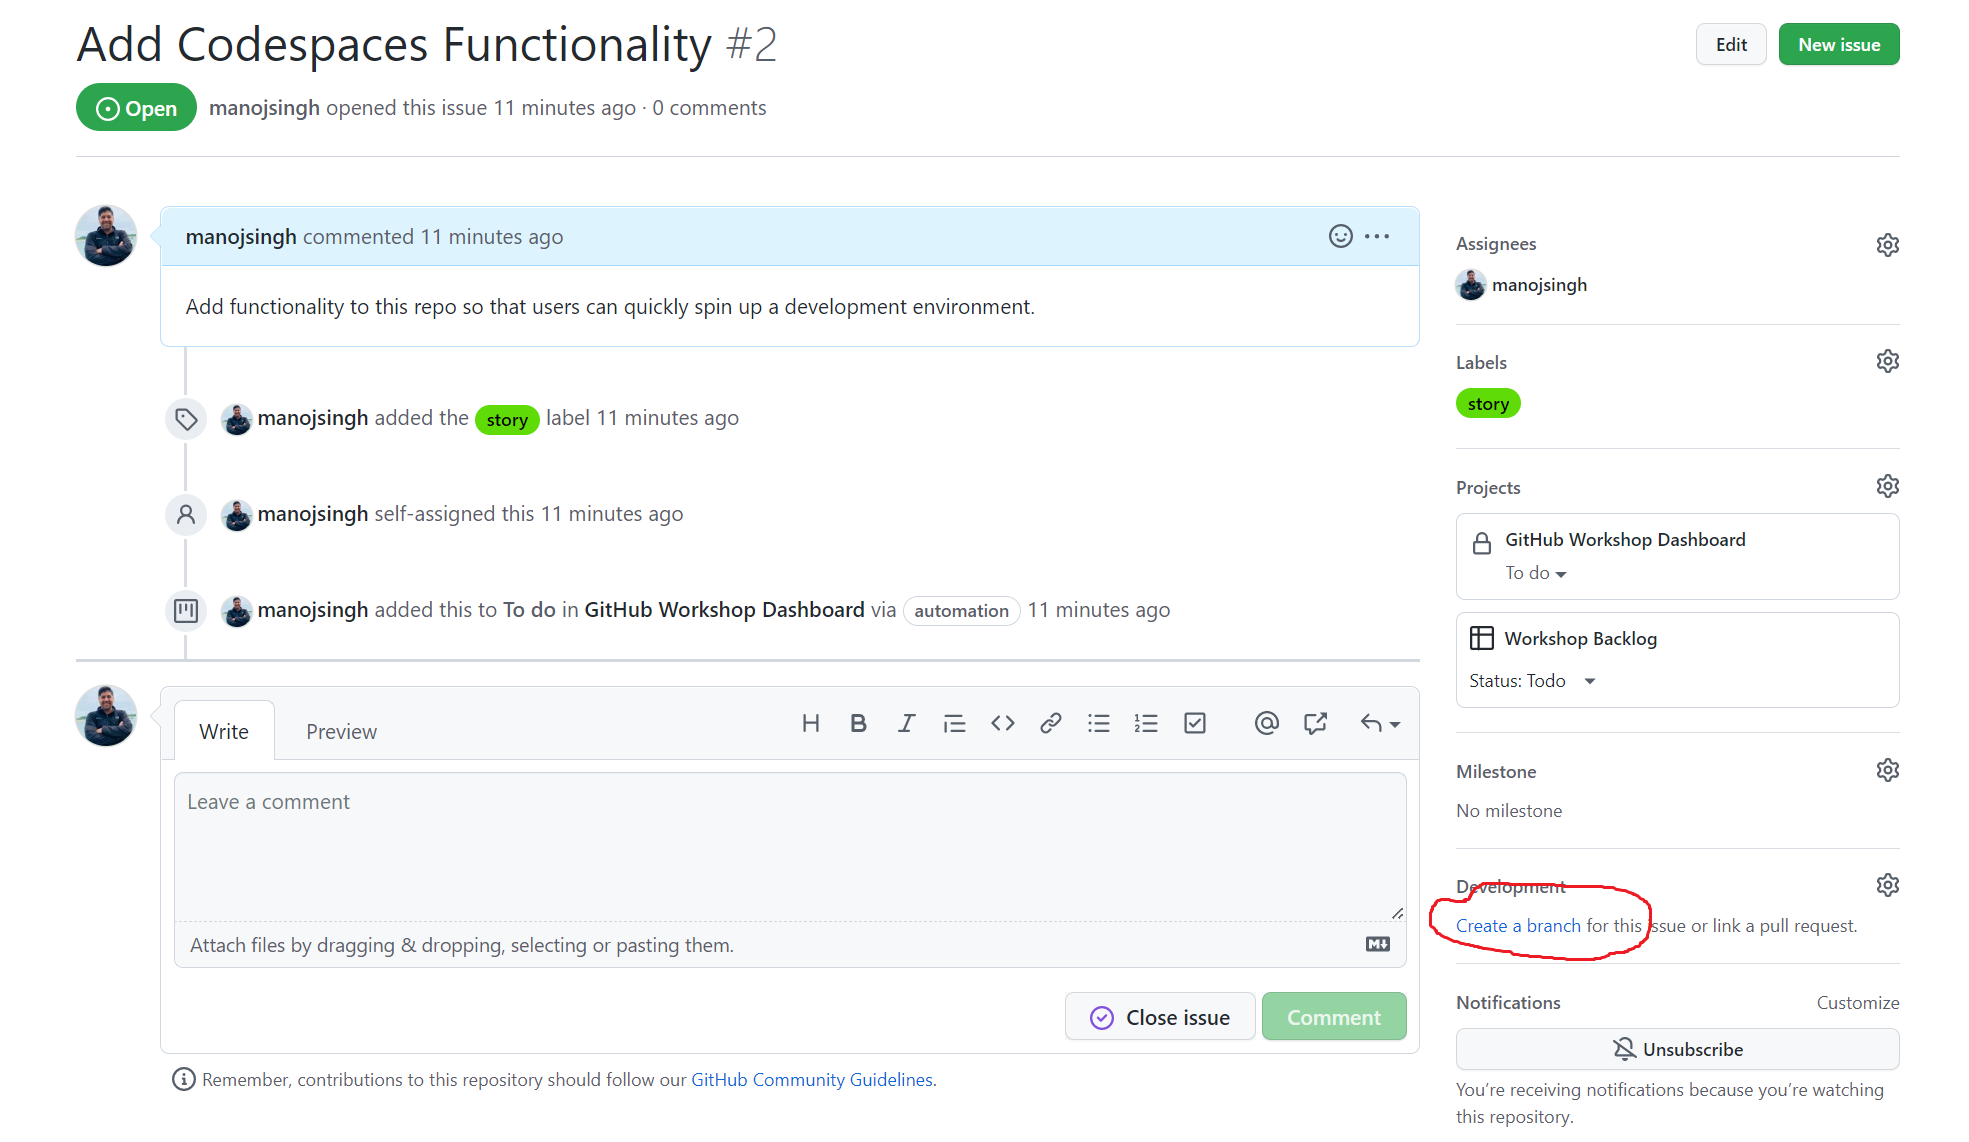 Add Codespaces Functionality #2
Edit
New issue
Open
manojsingh opened this issue 11 minutes ago · 0 comments
manojsingh commented 11 minutes ago
Add functionality to this repo so that users can quickly spin up a development environment.
manojsingh added the story label 11 minutes ago
manojsingh self-assigned this 11 minutes ago
manojsingh added this to To do in GitHub Workshop Dashboard via automation 11 minutes ago
Write
Preview
Leave a comment
Attach files by dragging & dropping, selecting or pasting them.
Close issue
Comment
Remember, contributions to this repository should follow our GitHub Community Guidelines.
Assignees
manojsingh
Labels
story
Projects
GitHub Workshop Dashboard
To do
Workshop Backlog
Status: Todo
Milestone
No milestone
Development
Create a branch for this issue or link a pull request.
Notifications
Customize
Unsubscribe
You're receiving notifications because you're watching
this repository.